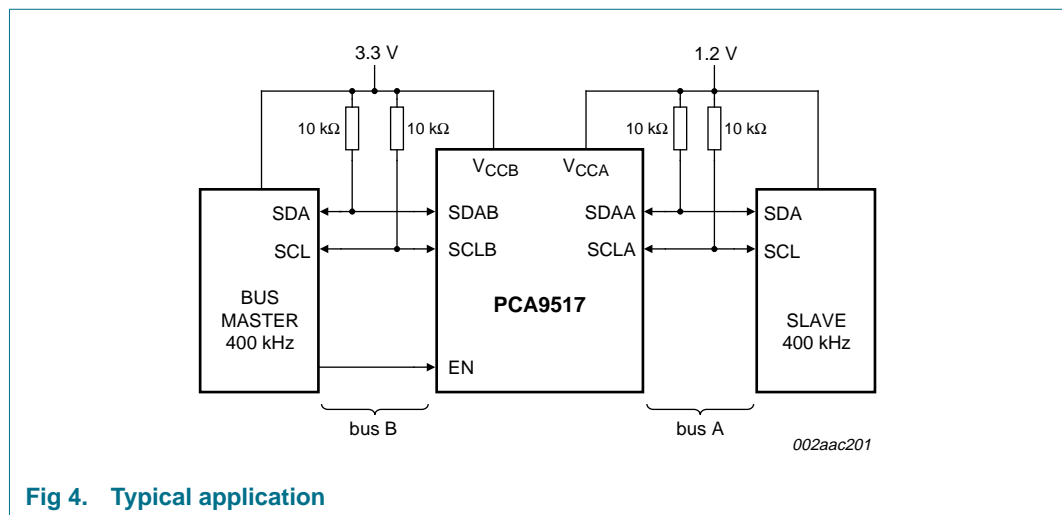 3.3 V
1.2 V
10 kΩ
10 kΩ
10 kΩ
10 kΩ
VCCB
VCCA
SDA
SDAB
SDAA
SDA
SCL
SCLB
SCLA
SCL
PCA9517
BUS
MASTER
400 kHz
SLAVE
400 kHz
EN
bus B
bus A
002aac201
Fig 4. Typical application